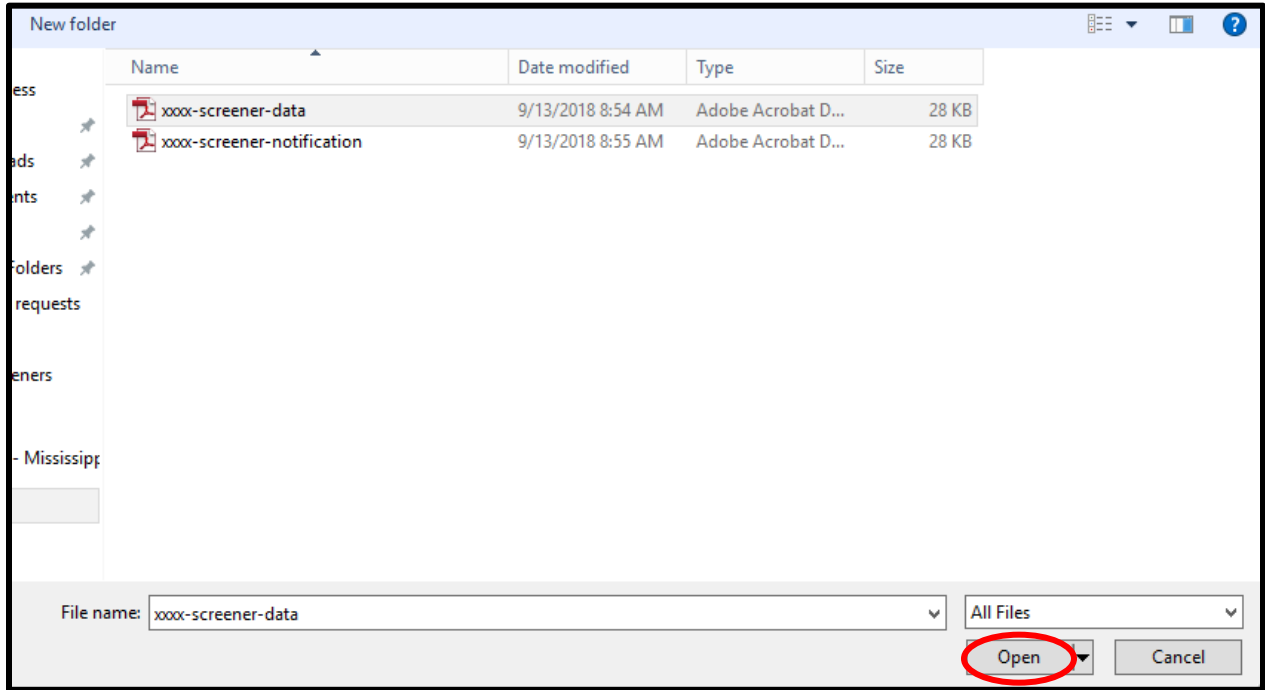 New folder
?
Name Date modified Type Size
ess
xxxx-screener-data 9/13/2018 8:54 AM Adobe Acrobat D... 28 KB
xxxx-screener-notification 9/13/2018 8:55 AM Adobe Acrobat D... 28 KB
ads
ents
Folders
requests
eners
- Mississipp
File name: xxxx-screener-data All Files
Open Cancel